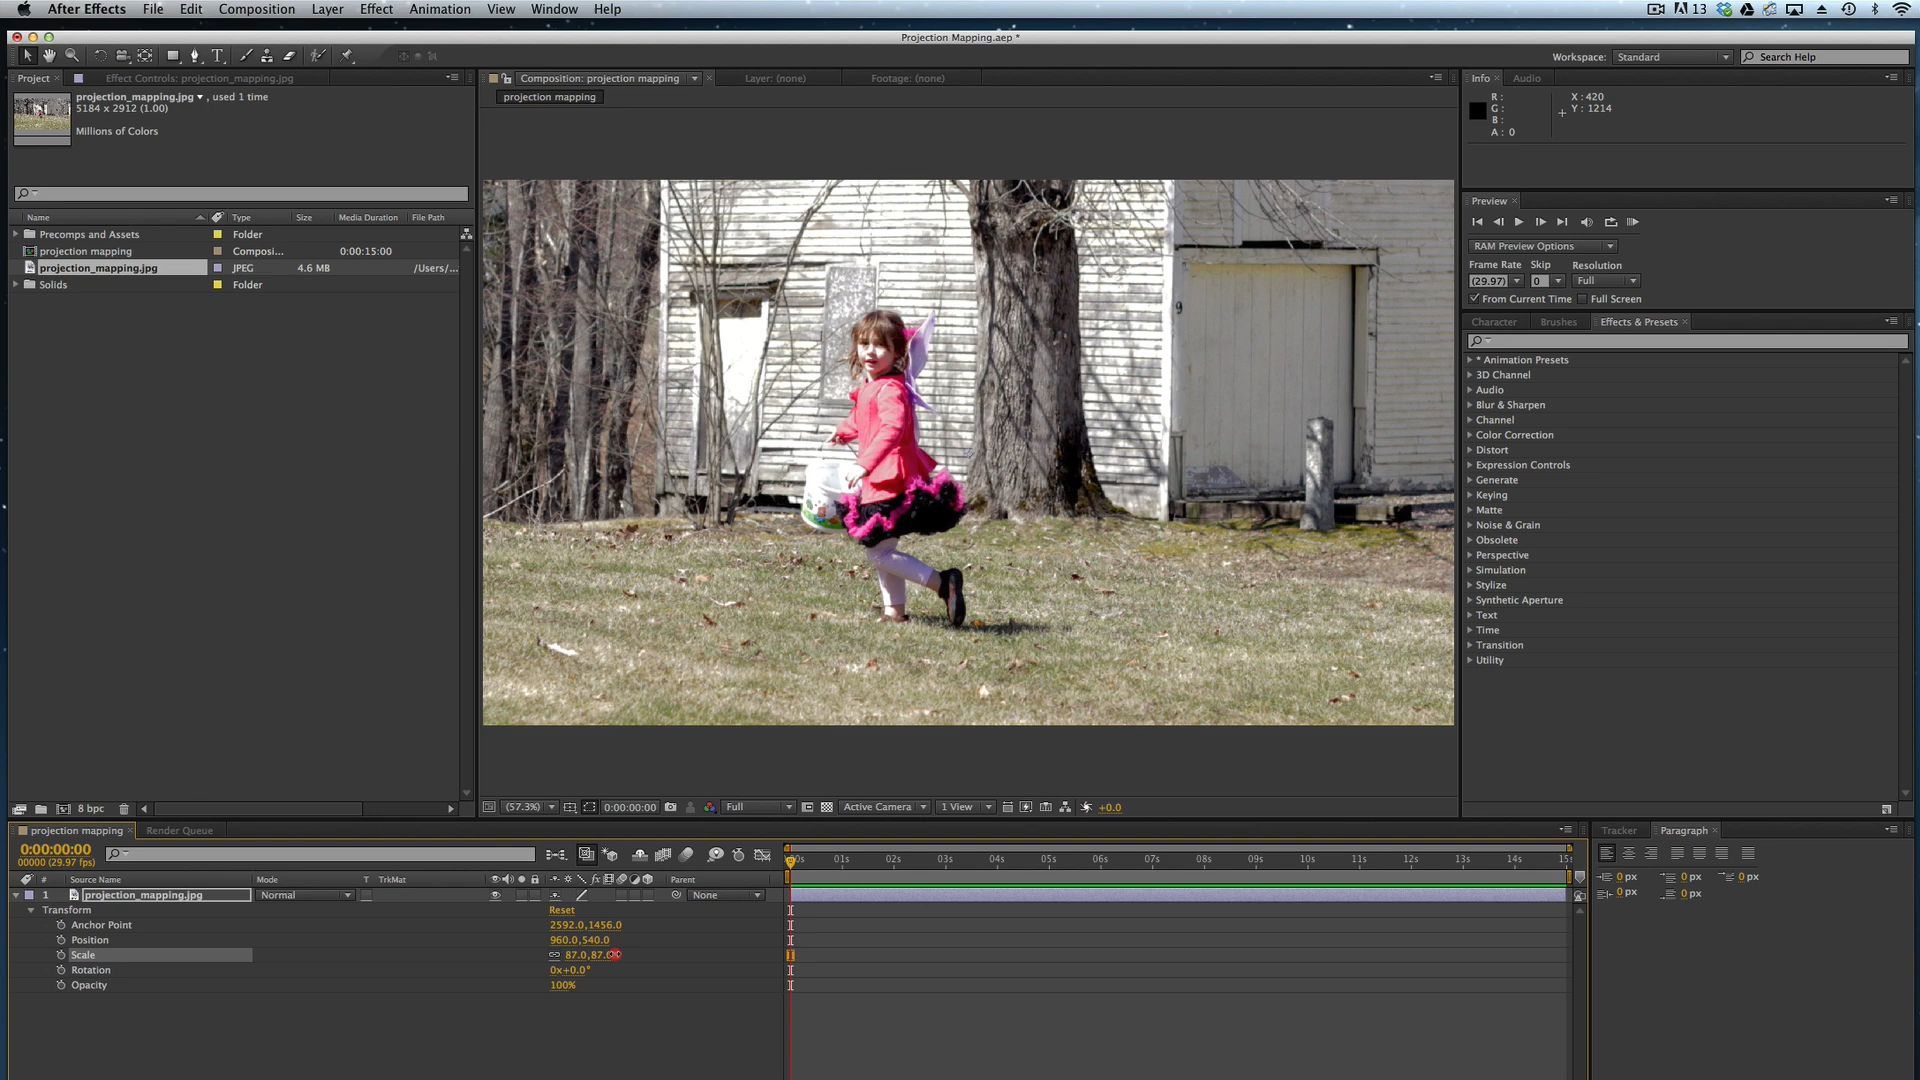 After Effects File Edit Composition Layer Effect Animation View Window Help 13
Projection Mapping.aep *
Workspace: Standard Search Help
Project Effect Controls: projection_mapping.jpg Composition: projection mapping Layer: (none) Footage: (none) Info Audio
projection_mapping.jpg , used 1 time
5184 x 2912 (1.00)
Millions of Colors
projection mapping
R :
G :
B :
A : 0
X : 420
Y : 1214
Preview
RAM Preview Options
Frame Rate Skip Resolution
(29.97) 0 Full
From Current Time Full Screen
Character Brushes Effects & Presets
Name Type Size Media Duration File Path
Precomps and Assets Folder
projection mapping Composi... 0:00:15:00
projection_mapping.jpg JPEG 4.6 MB /Users/...
Solids Folder
* Animation Presets
3D Channel
Audio
Blur & Sharpen
Channel
Color Correction
Distort
Expression Controls
Generate
Keying
Matte
Noise & Grain
Obsolete
Perspective
Simulation
Stylize
Synthetic Aperture
Text
Time
Transition
Utility
8 bpc
(57.3%) 0:00:00:00 Full Active Camera 1 View +0.0
projection mapping Render Queue Tracker Paragraph
0:00:00:00
00000 (29.97 fps)
01s 02s 03s 04s 05s 06s 07s 08s 09s 10s 11s 12s 13s 14s
# Source Name Mode T TrkMat fx Parent
1 projection_mapping.jpg Normal None
Transform Reset
Anchor Point 2592.0,1456.0
Position 960.0,540.0
Scale 87.0,87.0
Rotation 0x+0.0°
Opacity 100%
0 px 0 px 0 px
0 px 0 px